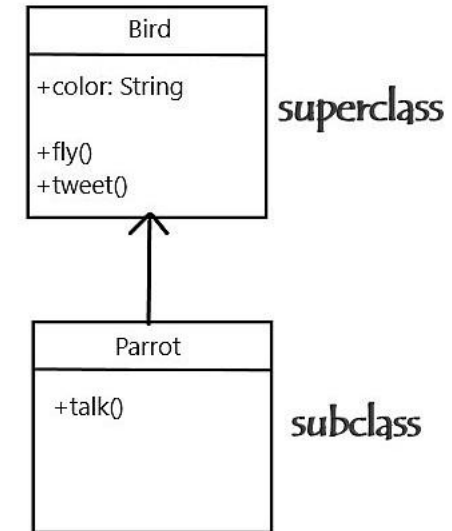 Bird
+color: String
superclass
+fly()
+tweet()
Parrot
+talk()
subclass